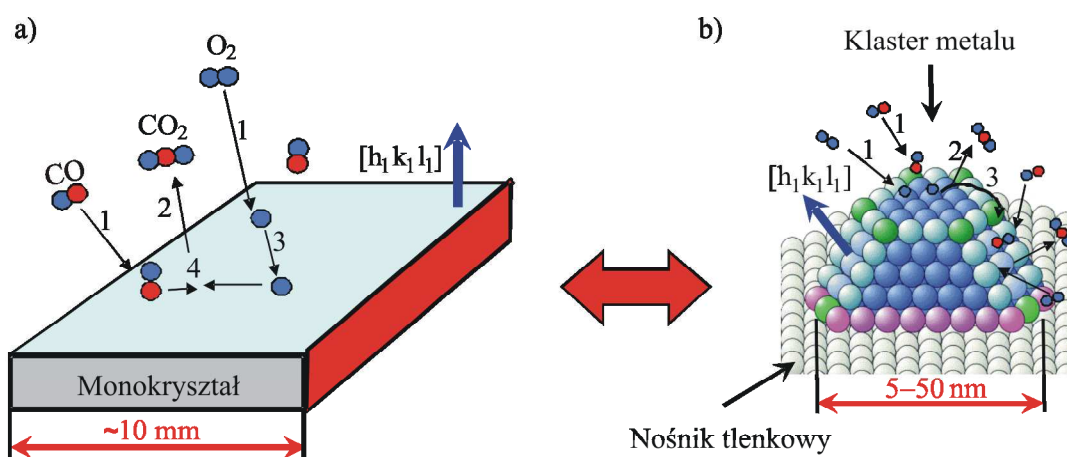 a)
O₂
CO₂
CO
1
1
2
3
4
[h₁k₁l₁]
Monokryształ
~10 mm
b)
Klaster metalu
1
1
2
3
[h₁k₁l₁]
5–50 nm
Nośnik tlenkowy